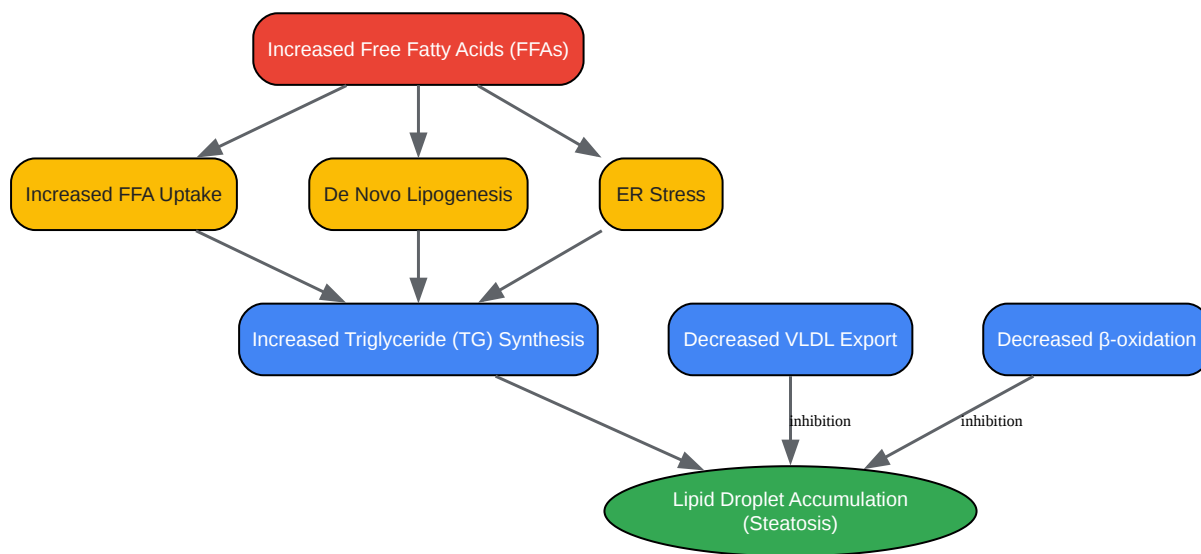 Increased Free Fatty Acids (FFAs)
Increased FFA Uptake
De Novo Lipogenesis
ER Stress
Increased Triglyceride (TG) Synthesis
Decreased VLDL Export
Decreased β-oxidation
inhibition
inhibition
Lipid Droplet Accumulation
(Steatosis)